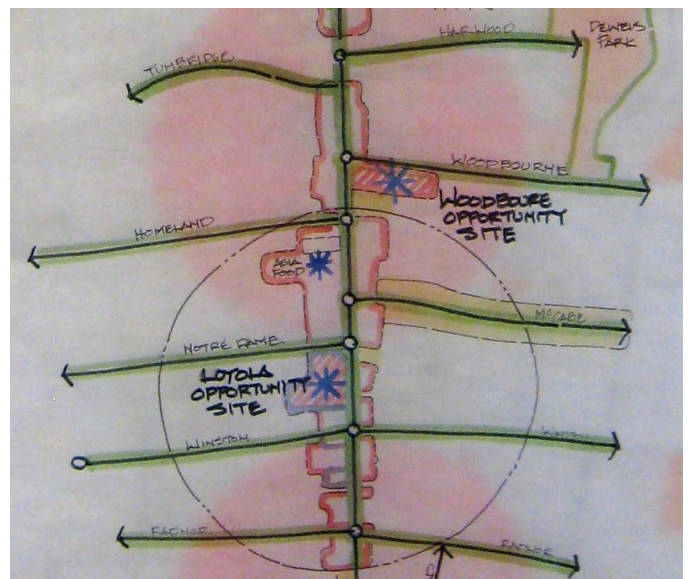 HARWOOD
DEWEES
PARK
TUNBRIDGE
WOODBOURNE
WOODBOURE
OPPORTUNITY
SITE
HOMELAND
ASIA
FOOD
McCABE
NOTRE DAME
LOYOLA
OPPORTUNITY
SITE
WINSTON
RADNOR
RADNOR